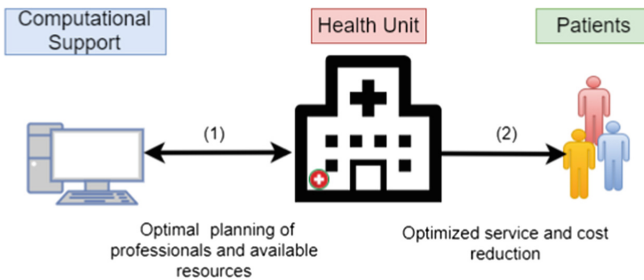 Computational
Support
Health Unit
Patients
(1)
(2)
Optimal planning of
professionals and available
resources
Optimized service and cost
reduction